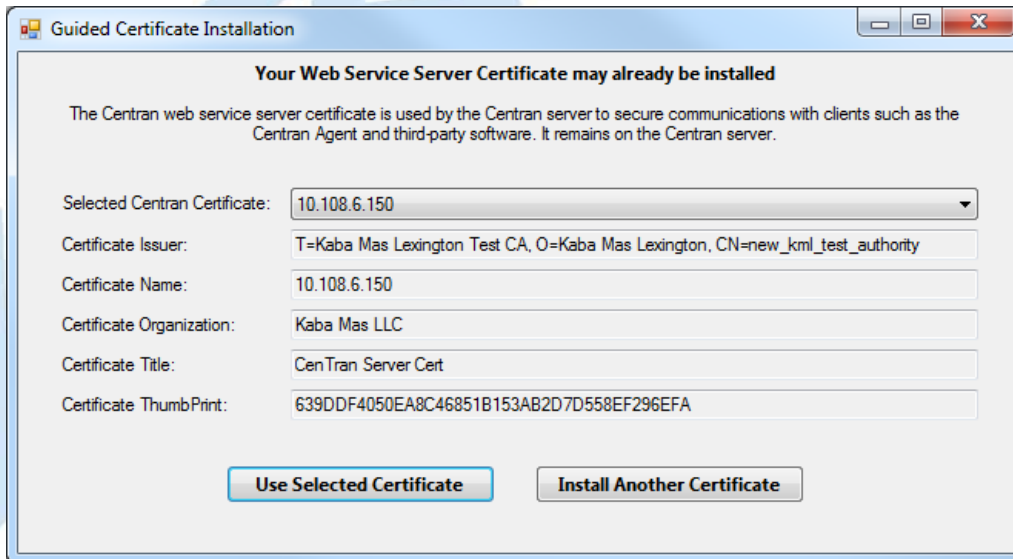 Guided Certificate Installation
Your Web Service Server Certificate may already be installed
The Centran web service server certificate is used by the Centran server to secure communications with clients such as the
Centran Agent and third-party software. It remains on the Centran server.
Selected Centran Certificate: 10.108.6.150
Certificate Issuer: T=Kaba Mas Lexington Test CA, O=Kaba Mas Lexington, CN=new_kml_test_authority
Certificate Name: 10.108.6.150
Certificate Organization: Kaba Mas LLC
Certificate Title: CenTran Server Cert
Certificate ThumbPrint: 639DDF4050EA8C46851B153AB2D7D558EF296EFA
Use Selected Certificate Install Another Certificate